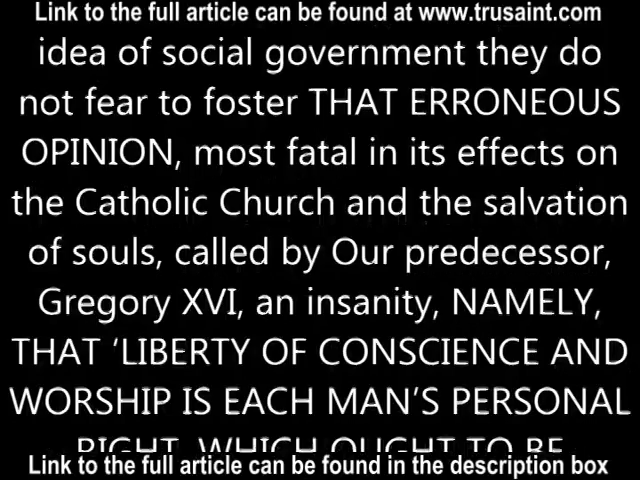 Link to the full article can be found at www.trusaint.com
idea of social government they do
not fear to foster THAT ERRONEOUS
OPINION, most fatal in its effects on
the Catholic Church and the salvation
of souls, called by Our predecessor,
Gregory XVI, an insanity, NAMELY,
THAT ‘LIBERTY OF CONSCIENCE AND
WORSHIP IS EACH MAN’S PERSONAL
RIGHT, WHICH OUGHT TO BE
Link to the full article can be found in the description box